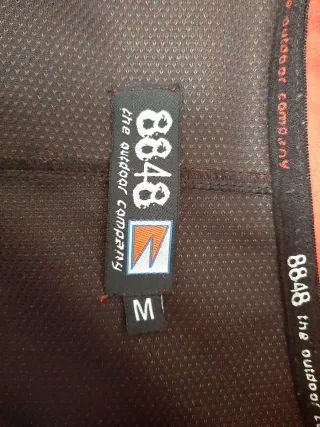 8848
the outdoor company
M
the outdoor company
8848 the outdoor